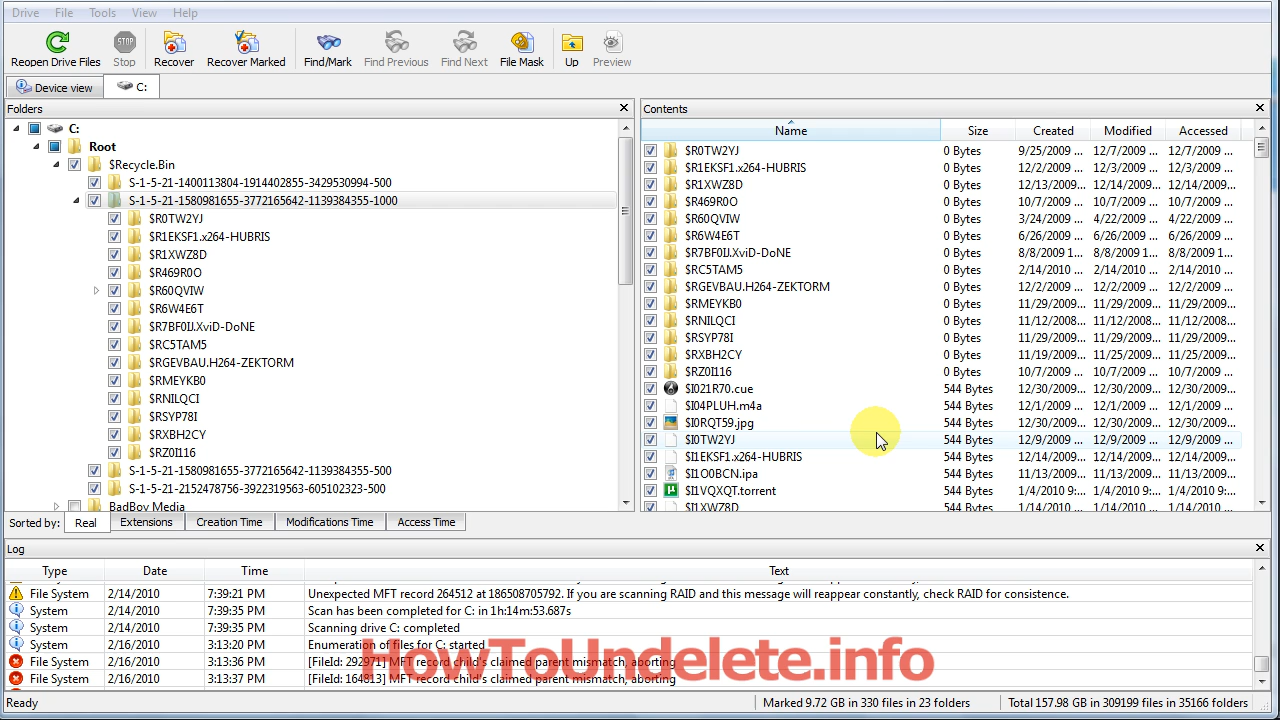 Drive File Tools View Help
Reopen Drive Files Stop Recover Recover Marked Find/Mark Find Previous Find Next File Mask Up Preview
Device view C:
Folders
C:
Root
$Recycle.Bin
S-1-5-21-1400113804-1914402855-3429530994-500
S-1-5-21-1580981655-3772165642-1139384355-1000
$R0TW2YJ
$R1EKSF1.x264-HUBRIS
$R1XWZ8D
$R469R0O
$R60QVIW
$R6W4E6T
$R7BF0IJ.XviD-DoNE
$RC5TAM5
$RGEVBAU.H264-ZEKTORM
$RMEYKB0
$RNILQCI
$RSYP78I
$RXBH2CY
$RZ0I116
S-1-5-21-1580981655-3772165642-1139384355-500
S-1-5-21-2152478756-3922319563-605102323-500
BadBoy Media
Sorted by: Real Extensions Creation Time Modifications Time Access Time
Contents
Name Size Created Modified Accessed
$R0TW2YJ 0 Bytes 9/25/2009 ... 12/7/2009 ... 12/7/2009 ...
$R1EKSF1.x264-HUBRIS 0 Bytes 12/2/2009 ... 12/3/2009 ... 12/3/2009 ...
$R1XWZ8D 0 Bytes 12/13/2009... 12/14/2009... 12/14/2009...
$R469R0O 0 Bytes 10/7/2009 ... 10/7/2009 ... 10/7/2009 ...
$R60QVIW 0 Bytes 3/24/2009 ... 4/22/2009 ... 4/22/2009 ...
$R6W4E6T 0 Bytes 6/26/2009 ... 6/26/2009 ... 6/26/2009 ...
$R7BF0IJ.XviD-DoNE 0 Bytes 8/8/2009 1... 8/8/2009 1... 8/8/2009 1...
$RC5TAM5 0 Bytes 2/14/2010 ... 2/14/2010 ... 2/14/2010 ...
$RGEVBAU.H264-ZEKTORM 0 Bytes 12/2/2009 ... 12/2/2009 ... 12/2/2009 ...
$RMEYKB0 0 Bytes 11/29/2009... 11/29/2009... 11/29/2009...
$RNILQCI 0 Bytes 11/12/2008... 11/12/2008... 11/12/2008...
$RSYP78I 0 Bytes 11/29/2009... 11/29/2009... 11/29/2009...
$RXBH2CY 0 Bytes 11/19/2009... 11/25/2009... 11/25/2009...
$RZ0I116 0 Bytes 10/7/2009 ... 10/7/2009 ... 10/7/2009 ...
$I021R70.cue 544 Bytes 12/30/2009... 12/30/2009... 12/30/2009...
$I04PLUH.m4a 544 Bytes 12/1/2009 ... 12/1/2009 ... 12/1/2009 ...
$I0RQT59.jpg 544 Bytes 12/30/2009... 12/30/2009... 12/30/2009...
$I0TW2YJ 544 Bytes 12/9/2009 ... 12/9/2009 ... 12/9/2009 ...
$I1EKSF1.x264-HUBRIS 544 Bytes 12/14/2009... 12/14/2009... 12/14/2009...
$I1O0BCN.ipa 544 Bytes 11/13/2009... 11/13/2009... 11/13/2009...
$I1VQXQT.torrent 544 Bytes 1/4/2010 9:... 1/4/2010 9:... 1/4/2010 9:...
$I1XWZ8D 544 Bytes 1/14/2010 ... 1/14/2010 ... 1/14/2010 ...
Log
Type Date Time Text
File System 2/14/2010 7:39:21 PM Unexpected MFT record 264512 at 186508705792. If you are scanning RAID and this message will reappear constantly, check RAID for consistence.
System 2/14/2010 7:39:35 PM Scan has been completed for C: in 1h:14m:53.687s
System 2/14/2010 7:39:35 PM Scanning drive C: completed
System 2/16/2010 3:13:20 PM Enumeration of files for C: started
File System 2/16/2010 3:13:36 PM [FileId: 292971] MFT record child's claimed parent mismatch, aborting
File System 2/16/2010 3:13:37 PM [FileId: 164813] MFT record child's claimed parent mismatch, aborting
HowToUndelete.info
Ready Marked 9.72 GB in 330 files in 23 folders Total 157.98 GB in 309199 files in 35166 folders